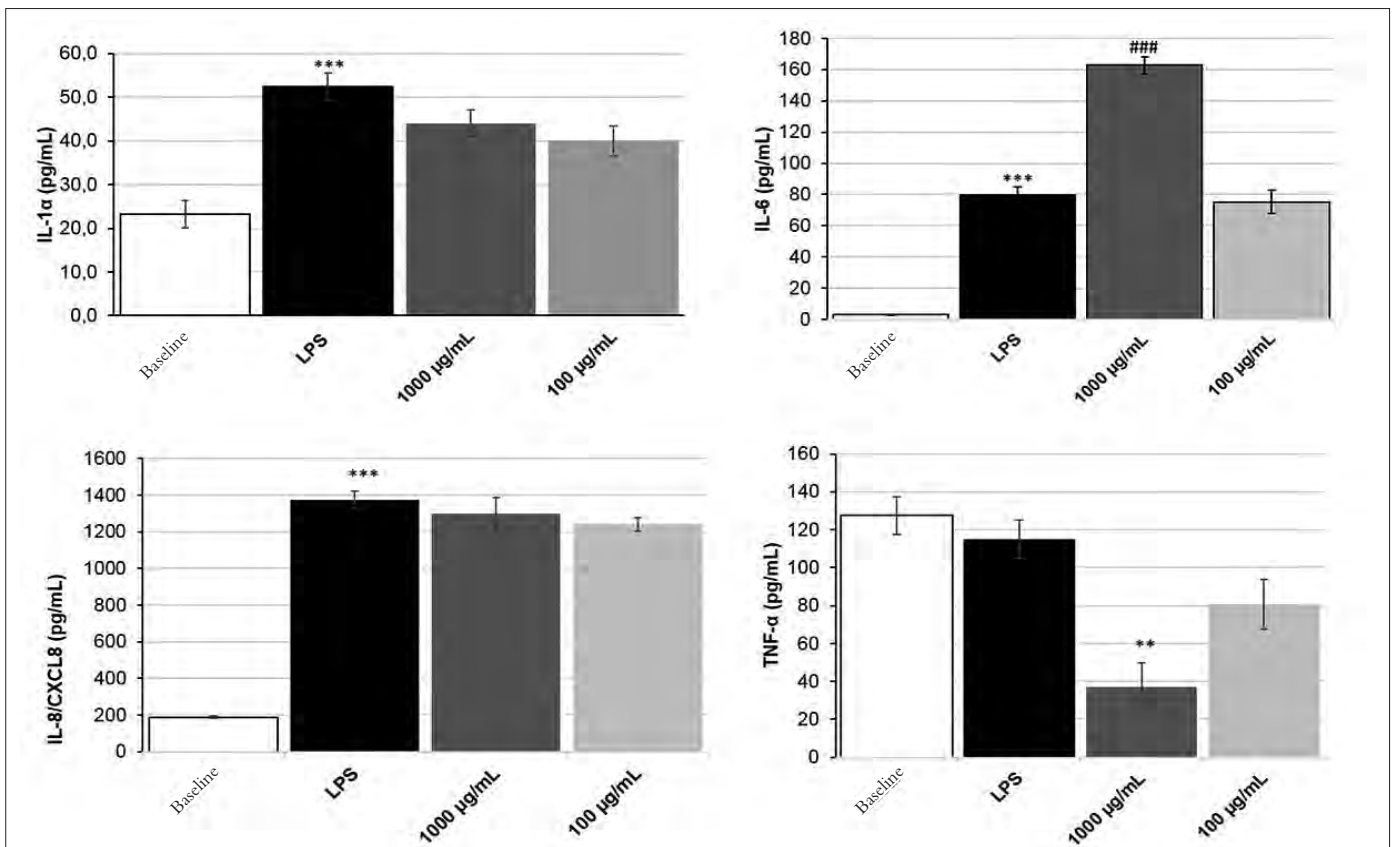 60,0
50,0
40,0
30,0
20,0
10,0
0,0
IL-1α (pg/mL)
***
Baseline
LPS
1000 µg/mL
100 µg/mL
180
160
140
120
100
80
60
40
20
0
IL-6 (pg/mL)
***
###
Baseline
LPS
1000 µg/mL
100 µg/mL
1600
1400
1200
1000
800
600
400
200
0
IL-8/CXCL8 (pg/mL)
***
Baseline
LPS
1000 µg/mL
100 µg/mL
160
140
120
100
80
60
40
20
0
TNF-α (pg/mL)
**
Baseline
LPS
1000 µg/mL
100 µg/mL